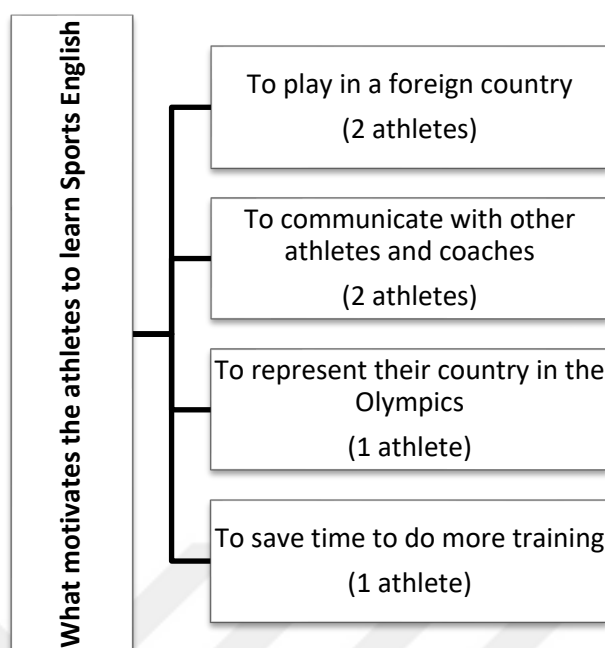 What motivates the athletes to learn Sports English
To play in a foreign country
(2 athletes)
To communicate with other
athletes and coaches
(2 athletes)
To represent their country in the
Olympics
(1 athlete)
To save time to do more training
(1 athlete)